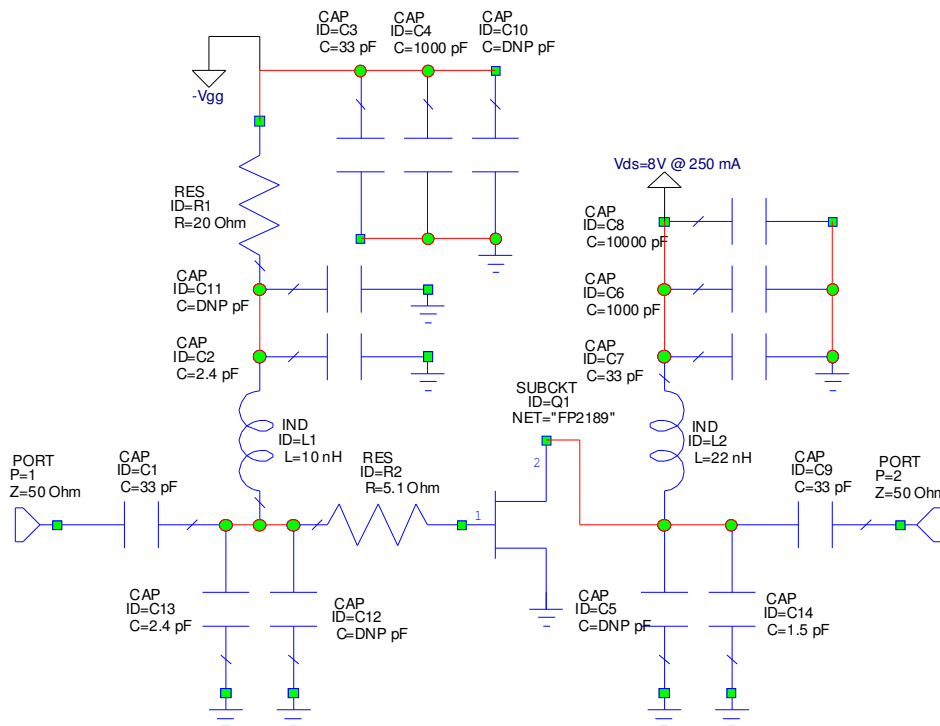 CAP
ID=C3
C=33 pF
CAP
ID=C4
C=1000 pF
CAP
ID=C10
C=DNP pF
-Vgg
RES
ID=R1
R=20 Ohm
Vds=8V @ 250 mA
CAP
ID=C8
C=10000 pF
CAP
ID=C11
C=DNP pF
CAP
ID=C6
C=1000 pF
CAP
ID=C2
C=2.4 pF
CAP
ID=C7
C=33 pF
SUBCKT
ID=Q1
NET="FP2189"
IND
ID=L1
L=10 nH
IND
ID=L2
L=22 nH
PORT
P=1
Z=50 Ohm
CAP
ID=C1
C=33 pF
RES
ID=R2
R=5.1 Ohm
1
2
CAP
ID=C9
C=33 pF
PORT
P=2
Z=50 Ohm
CAP
ID=C13
C=2.4 pF
CAP
ID=C12
C=DNP pF
CAP
ID=C5
C=DNP pF
CAP
ID=C14
C=1.5 pF